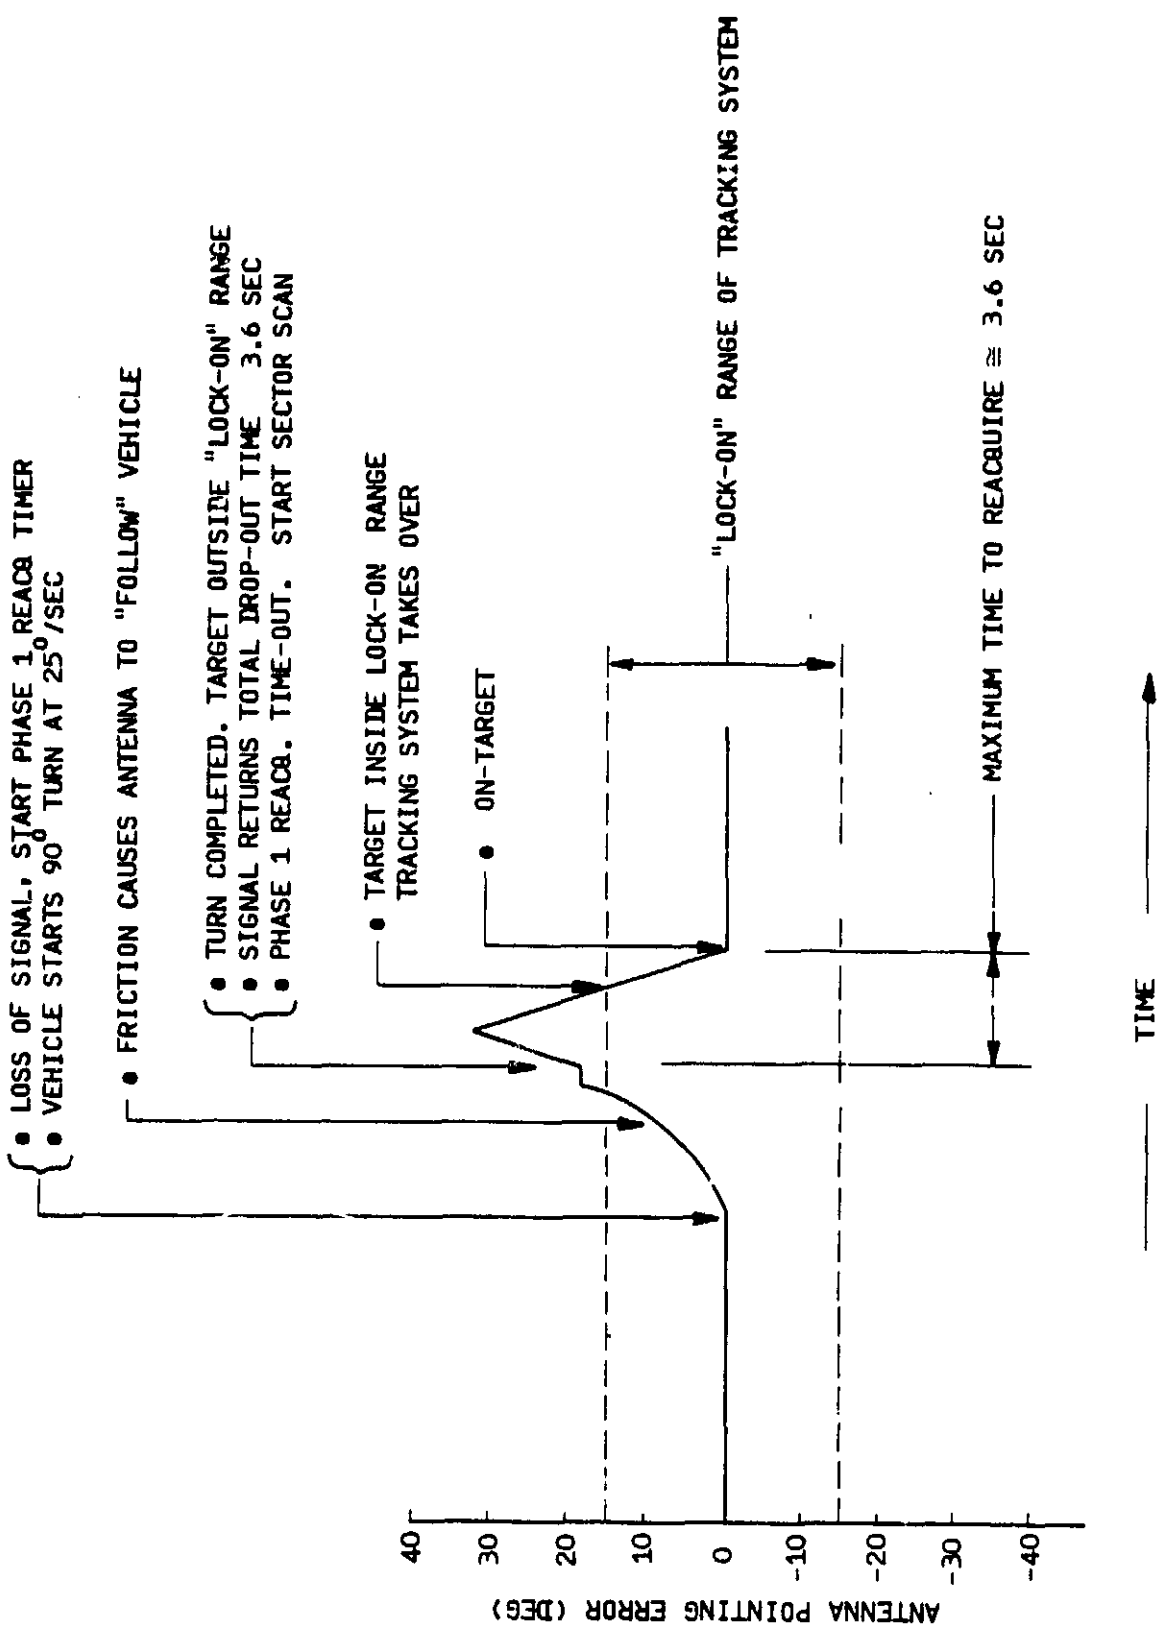 ● LOSS OF SIGNAL, START PHASE 1 REACQ TIMER
● VEHICLE STARTS 90° TURN AT 25°/SEC
● FRICTION CAUSES ANTENNA TO "FOLLOW" VEHICLE
● TURN COMPLETED. TARGET OUTSIDE "LOCK-ON" RANGE
● SIGNAL RETURNS TOTAL DROP-OUT TIME 3.6 SEC
● PHASE 1 REACQ. TIME-OUT. START SECTOR SCAN
● TARGET INSIDE LOCK-ON RANGE
TRACKING SYSTEM TAKES OVER
● ON-TARGET
"LOCK-ON" RANGE OF TRACKING SYSTEM
MAXIMUM TIME TO REACQUIRE ≅ 3.6 SEC
40
30
20
10
0
-10
-20
-30
-40
ANTENNA POINTING ERROR (DEG)
TIME